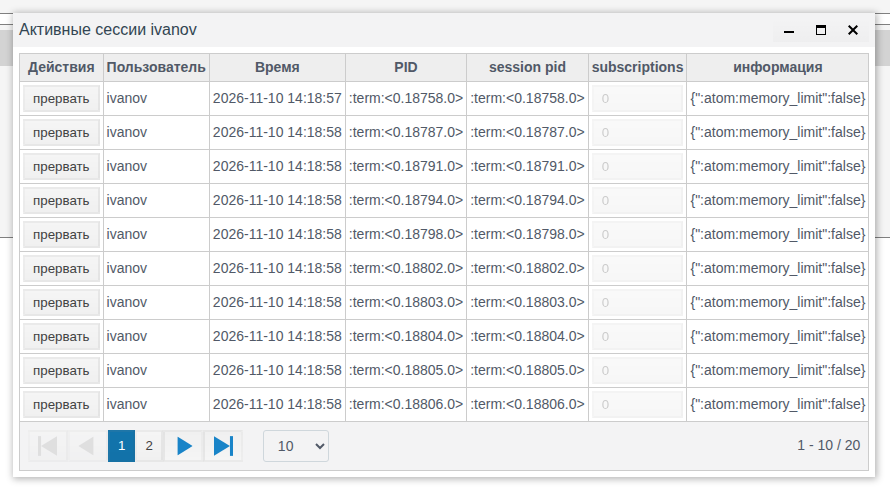 Активные сессии ivanov
Действия Пользователь Время PID session pid subscriptions информация
прервать ivanov 2026-11-10 14:18:57 :term:<0.18758.0> :term:<0.18758.0> 0 {":atom:memory_limit":false}
прервать ivanov 2026-11-10 14:18:58 :term:<0.18787.0> :term:<0.18787.0> 0 {":atom:memory_limit":false}
прервать ivanov 2026-11-10 14:18:58 :term:<0.18791.0> :term:<0.18791.0> 0 {":atom:memory_limit":false}
прервать ivanov 2026-11-10 14:18:58 :term:<0.18794.0> :term:<0.18794.0> 0 {":atom:memory_limit":false}
прервать ivanov 2026-11-10 14:18:58 :term:<0.18798.0> :term:<0.18798.0> 0 {":atom:memory_limit":false}
прервать ivanov 2026-11-10 14:18:58 :term:<0.18802.0> :term:<0.18802.0> 0 {":atom:memory_limit":false}
прервать ivanov 2026-11-10 14:18:58 :term:<0.18803.0> :term:<0.18803.0> 0 {":atom:memory_limit":false}
прервать ivanov 2026-11-10 14:18:58 :term:<0.18804.0> :term:<0.18804.0> 0 {":atom:memory_limit":false}
прервать ivanov 2026-11-10 14:18:58 :term:<0.18805.0> :term:<0.18805.0> 0 {":atom:memory_limit":false}
прервать ivanov 2026-11-10 14:18:58 :term:<0.18806.0> :term:<0.18806.0> 0 {":atom:memory_limit":false}
1 2 10 1 - 10 / 20